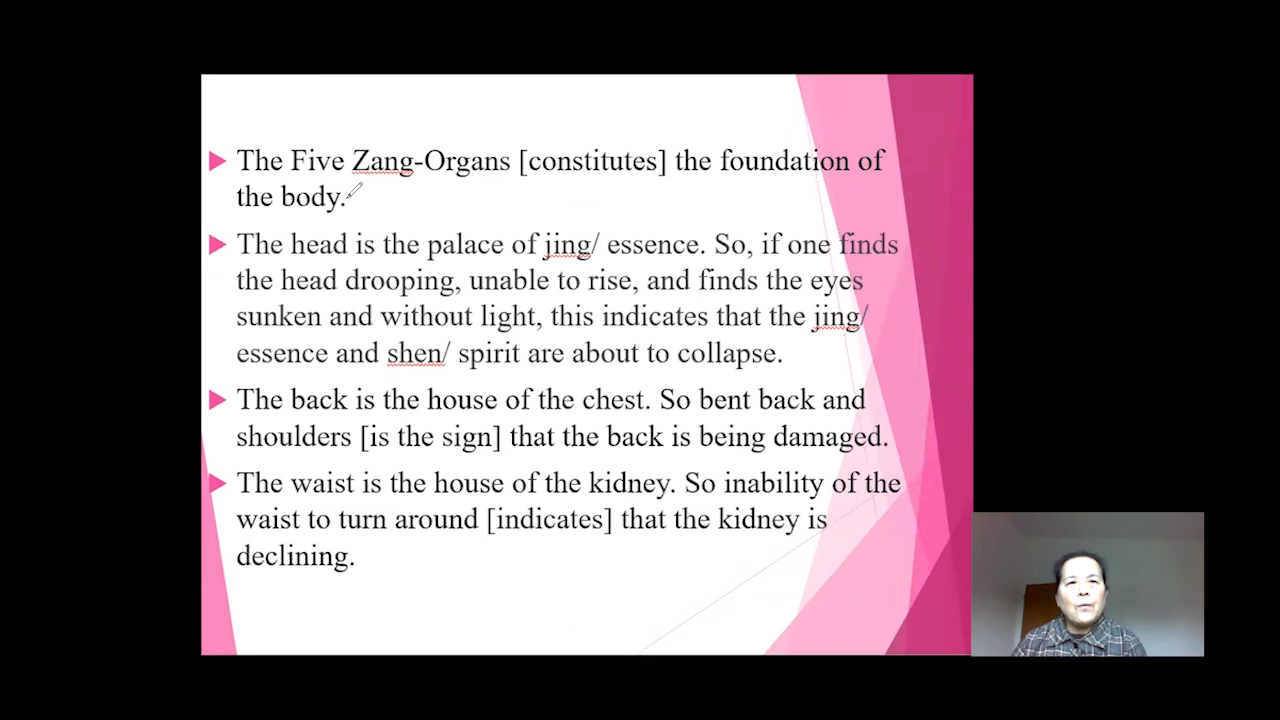 The Five Zang-Organs [constitutes] the foundation of
the body.
The head is the palace of jing/ essence. So, if one finds
the head drooping, unable to rise, and finds the eyes
sunken and without light, this indicates that the jing/
essence and shen/ spirit are about to collapse.
The back is the house of the chest. So bent back and
shoulders [is the sign] that the back is being damaged.
The waist is the house of the kidney. So inability of the
waist to turn around [indicates] that the kidney is
declining.